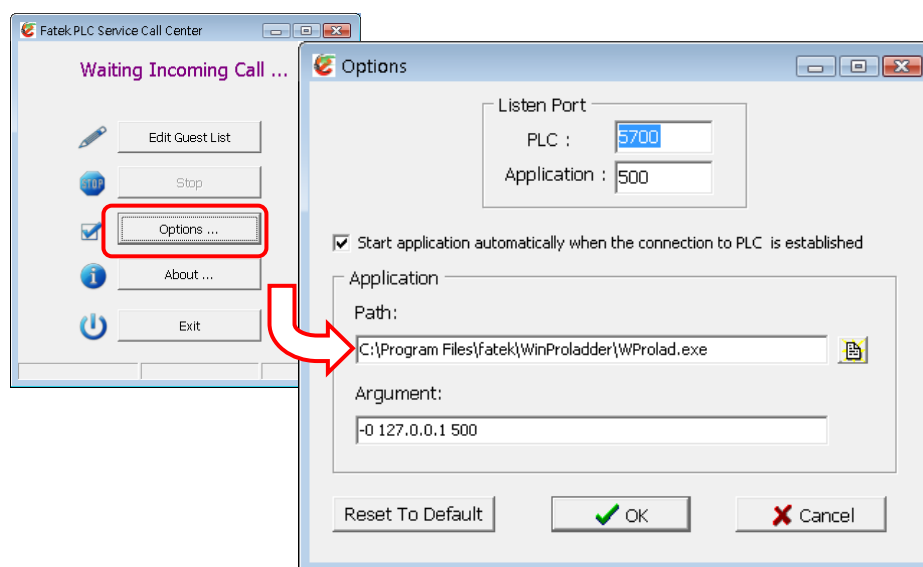 Fatek PLC Service Call Center
Waiting Incoming Call ...
Edit Guest List
STOP
Stop
Options ...
About ...
Exit
Options
Listen Port
PLC :
5700
Application :
500
Start application automatically when the connection to PLC is established
Application
Path:
C:\Program Files\fatek\WinProladder\WProlad.exe
Argument:
-0 127.0.0.1 500
Reset To Default
OK
Cancel